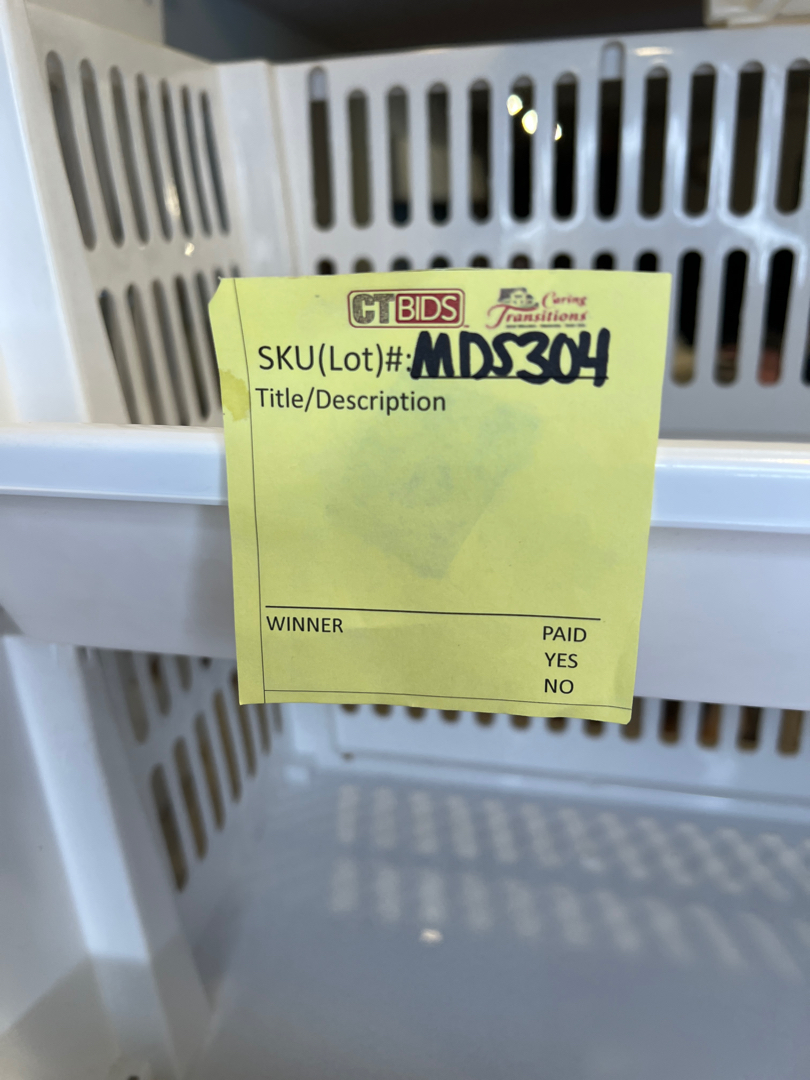 CTBIDS Caring Transitions
SKU(Lot)#: MDS304
Title/Description
WINNER PAID
YES
NO